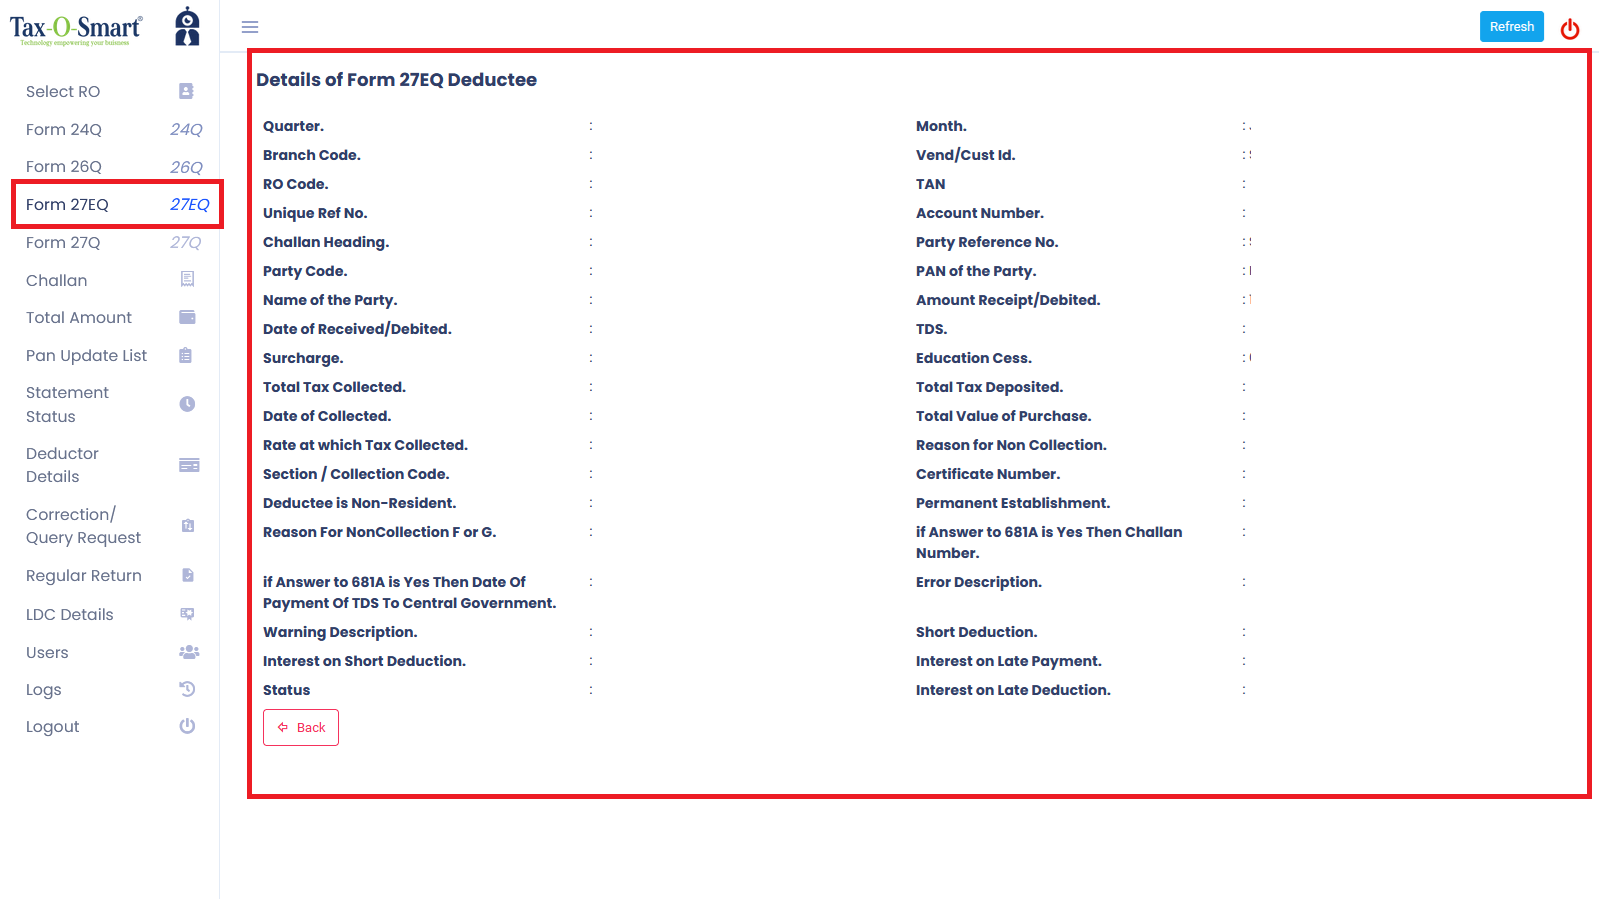 Tax-O-Smart®
Technology empowering your buisness
Refresh
Select RO
Form 24Q 24Q
Form 26Q 26Q
Form 27EQ 27EQ
Form 27Q 27Q
Challan
Total Amount
Pan Update List
Statement
Status
Deductor
Details
Correction/
Query Request
Regular Return
LDC Details
Users
Logs
Logout
Details of Form 27EQ Deductee
Quarter. : Month. :
Branch Code. : Vend/Cust Id. :
RO Code. : TAN :
Unique Ref No. : Account Number. :
Challan Heading. : Party Reference No. :
Party Code. : PAN of the Party. :
Name of the Party. : Amount Receipt/Debited. :
Date of Received/Debited. : TDS. :
Surcharge. : Education Cess. :
Total Tax Collected. : Total Tax Deposited. :
Date of Collected. : Total Value of Purchase. :
Rate at which Tax Collected. : Reason for Non Collection. :
Section / Collection Code. : Certificate Number. :
Deductee is Non-Resident. : Permanent Establishment. :
Reason For NonCollection F or G. : if Answer to 681A is Yes Then Challan :
Number.
if Answer to 681A is Yes Then Date Of : Error Description. :
Payment Of TDS To Central Government.
Warning Description. : Short Deduction. :
Interest on Short Deduction. : Interest on Late Payment. :
Status : Interest on Late Deduction. :
Back